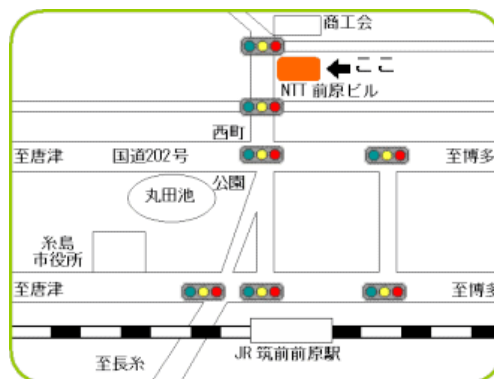 商工会
ここ
NTT 前原ビル
西町
至唐津
国道202号
至博多
丸田池
公園
糸島
市役所
至唐津
至博多
JR 筑前前原駅
至長糸